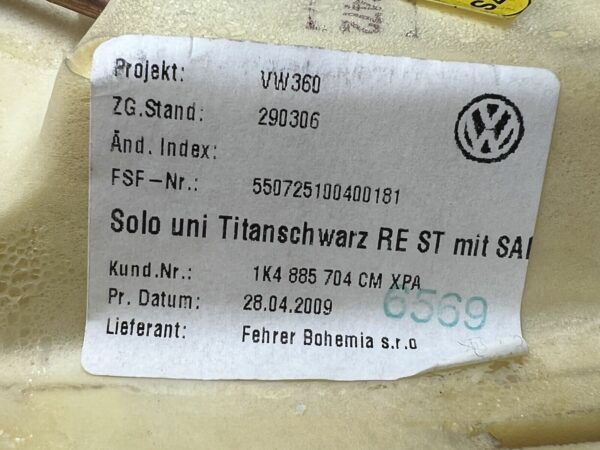 Projekt: VW360
ZG.Stand: 290306
Änd. Index:
FSF-Nr.: 550725100400181
Solo uni Titanschwarz RE ST mit SAI
Kund.Nr.: 1K4 885 704 CM XPA
Pr. Datum: 28.04.2009
6569
Lieferant: Fehrer Bohemia s.r.o